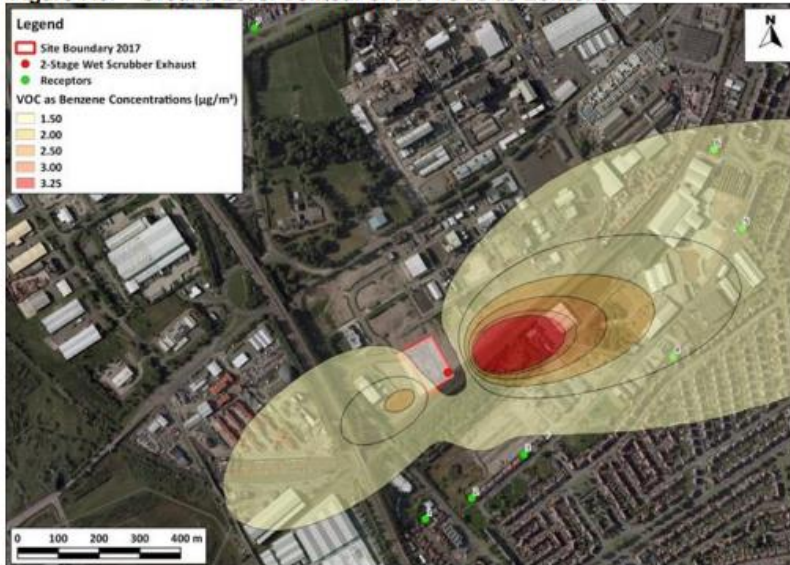 Legend
Site Boundary 2017
2-Stage Wet Scrubber Exhaust
Receptors
VOC as Benzene Concentrations (µg/m³)
1.50
2.00
2.50
3.00
3.25
N
0 100 200 300 400 m